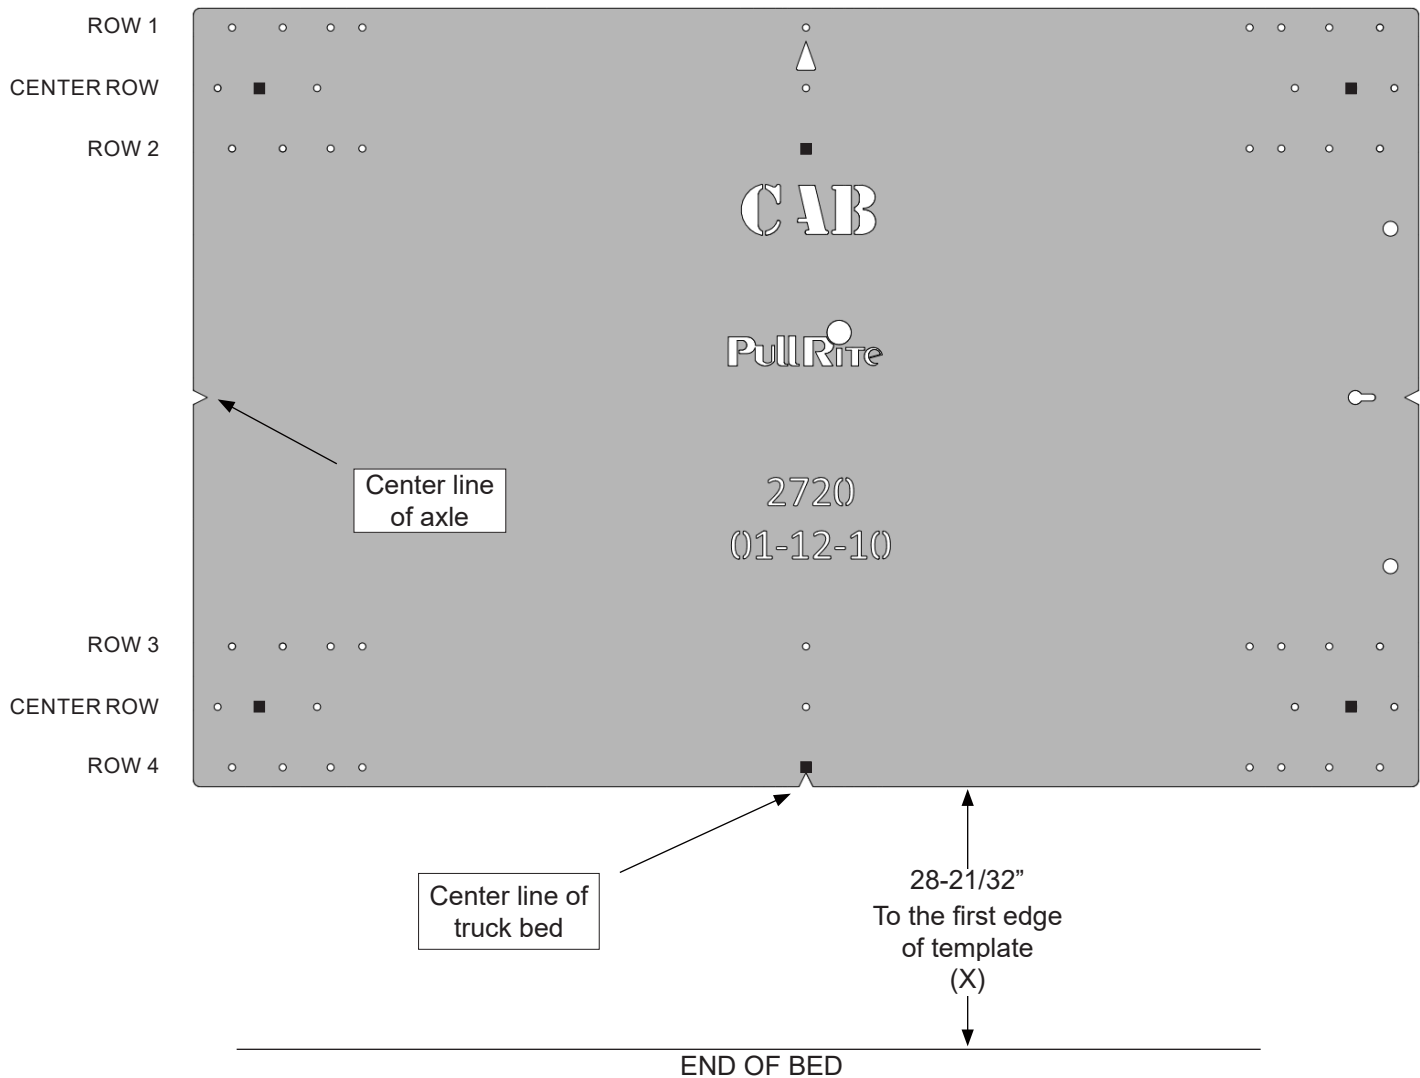 ROW 1
CENTER ROW
ROW 2
CAB
PullRite
Center line
of axle
2720
01-12-10
ROW 3
CENTER ROW
ROW 4
Center line of
truck bed
28-21/32”
To the first edge
of template
(X)
END OF BED